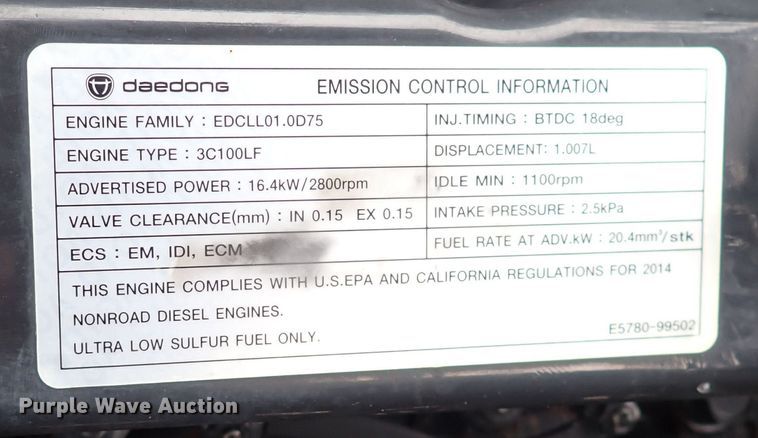 daedong EMISSION CONTROL INFORMATION
ENGINE FAMILY : EDCLL01.0D75
INJ.TIMING : BTDC 18deg
ENGINE TYPE : 3C100LF
DISPLACEMENT: 1.007L
ADVERTISED POWER : 16.4kW/2800rpm
IDLE MIN : 1100rpm
VALVE CLEARANCE(mm) : IN 0.15 EX 0.15
INTAKE PRESSURE : 2.5kPa
ECS : EM, IDI, ECM
FUEL RATE AT ADV.kW : 20.4mm³/stk
THIS ENGINE COMPLIES WITH U.S.EPA AND CALIFORNIA REGULATIONS FOR 2014
NONROAD DIESEL ENGINES.
ULTRA LOW SULFUR FUEL ONLY.
E5780-99502
Purple Wave Auction